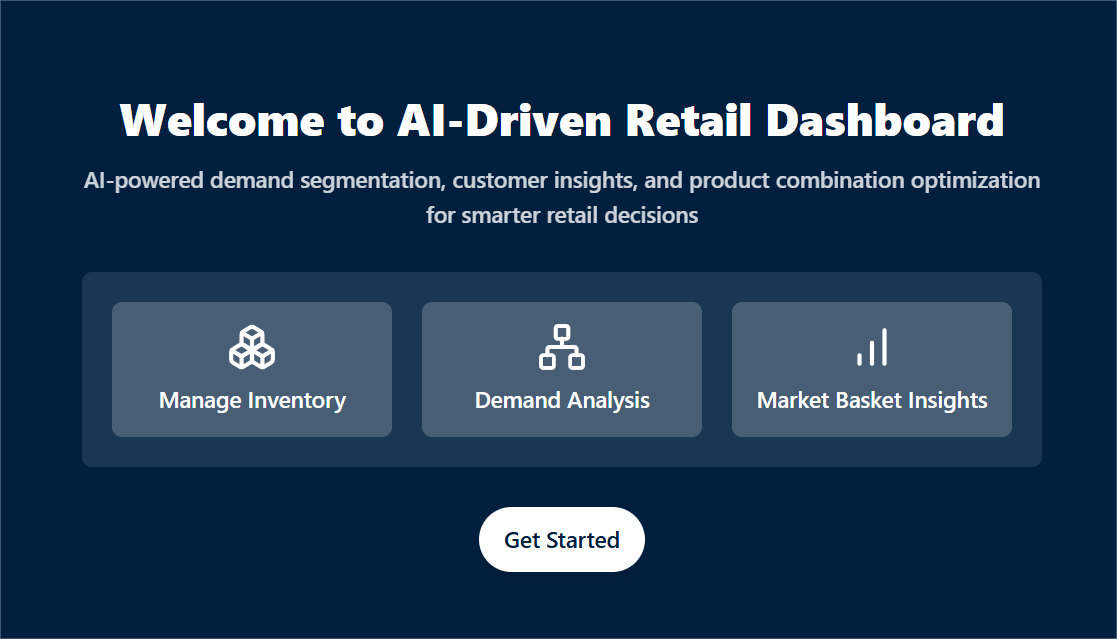 Welcome to AI-Driven Retail Dashboard
AI-powered demand segmentation, customer insights, and product combination optimization
for smarter retail decisions
Manage Inventory
Demand Analysis
Market Basket Insights
Get Started